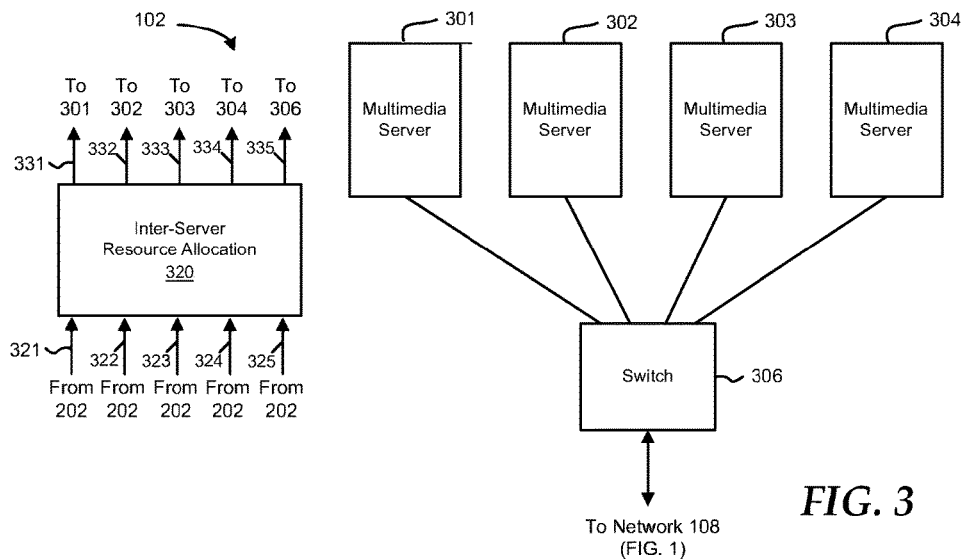 102
To 301
To 302
To 303
To 304
To 306
331
332
333
334
335
Inter-Server
Resource Allocation
320
321
322
323
324
325
From 202
From 202
From 202
From 202
From 202
301
302
303
304
Multimedia
Server
Multimedia
Server
Multimedia
Server
Multimedia
Server
Switch
306
To Network 108
(FIG. 1)
FIG. 3